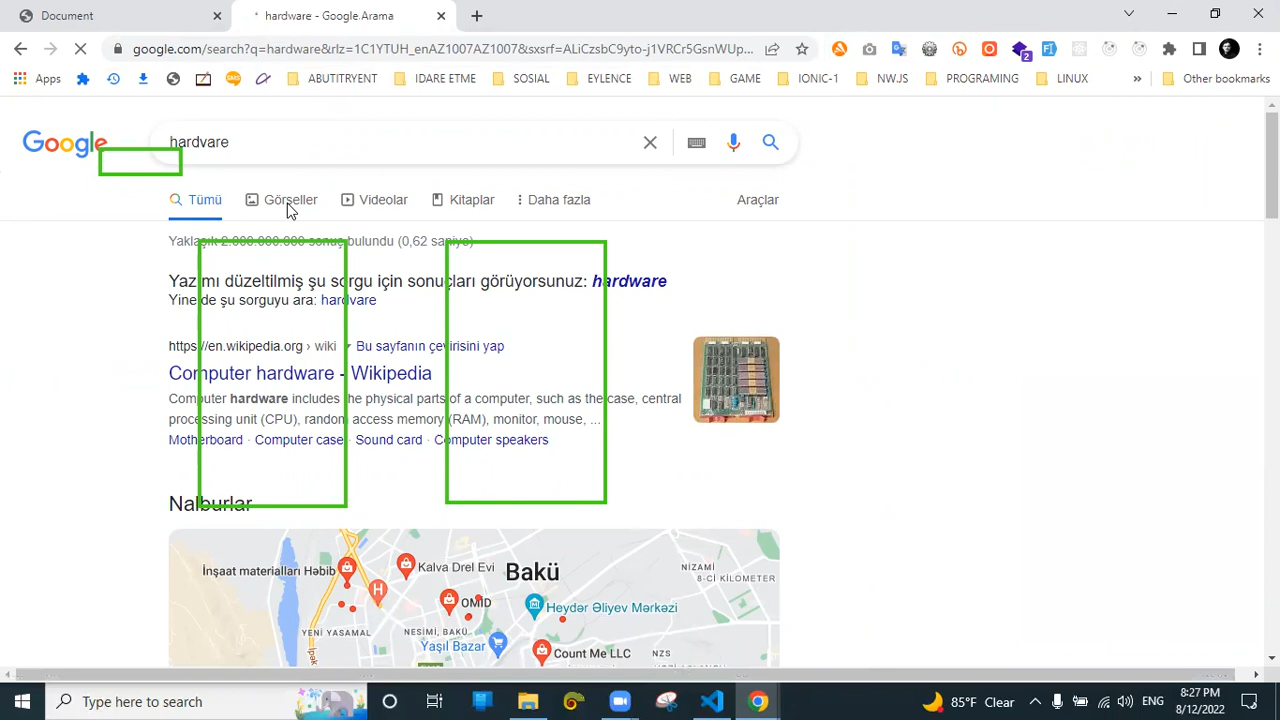 Document
hardware - Google'Arama
google.com/search?q=hardware&rlz=1C1YTUH_enAZ1007AZ1007&sxsrf=ALiCzsbC9yto-j1VRCr5GsnWUp...
Apps
ABUTITRYENT
IDARE ETME
SOSIAL
EYLENCE
WEB
GAME
IONIC-1
NWJS
PROGRAMING
LINUX
»
Other bookmarks
Google
hardvare
Tümü
Görseller
Videolar
Kitaplar
Daha fazla
Araçlar
Yaklaşık 2.000.000.000 sonuç bulundu (0,62 saniye)
Yazımı düzeltilmiş şu sorgu için sonuçları görüyorsunuz: hardware
Yine de şu sorguyu ara: hardvare
https://en.wikipedia.org › wiki Bu sayfanın çevirisini yap
Computer hardware - Wikipedia
Computer hardware includes the physical parts of a computer, such as the case, central
processing unit (CPU), random access memory (RAM), monitor, mouse, ...
Motherboard · Computer case · Sound card · Computer speakers
Nalburlar
İnşaat materialları Həbib
Kalva Drel Evi
Bakü
NİZAMİ
8-Cİ KİLOMETER
OMİD
Heydər Əliyev Mərkəzi
YENİ YASAMAL
NƏSİMİ, BAKÜ
Yaşıl Bazar
Count Me LLC
NZS
Type here to search
85°F Clear
ENG
8:27 PM
8/12/2022